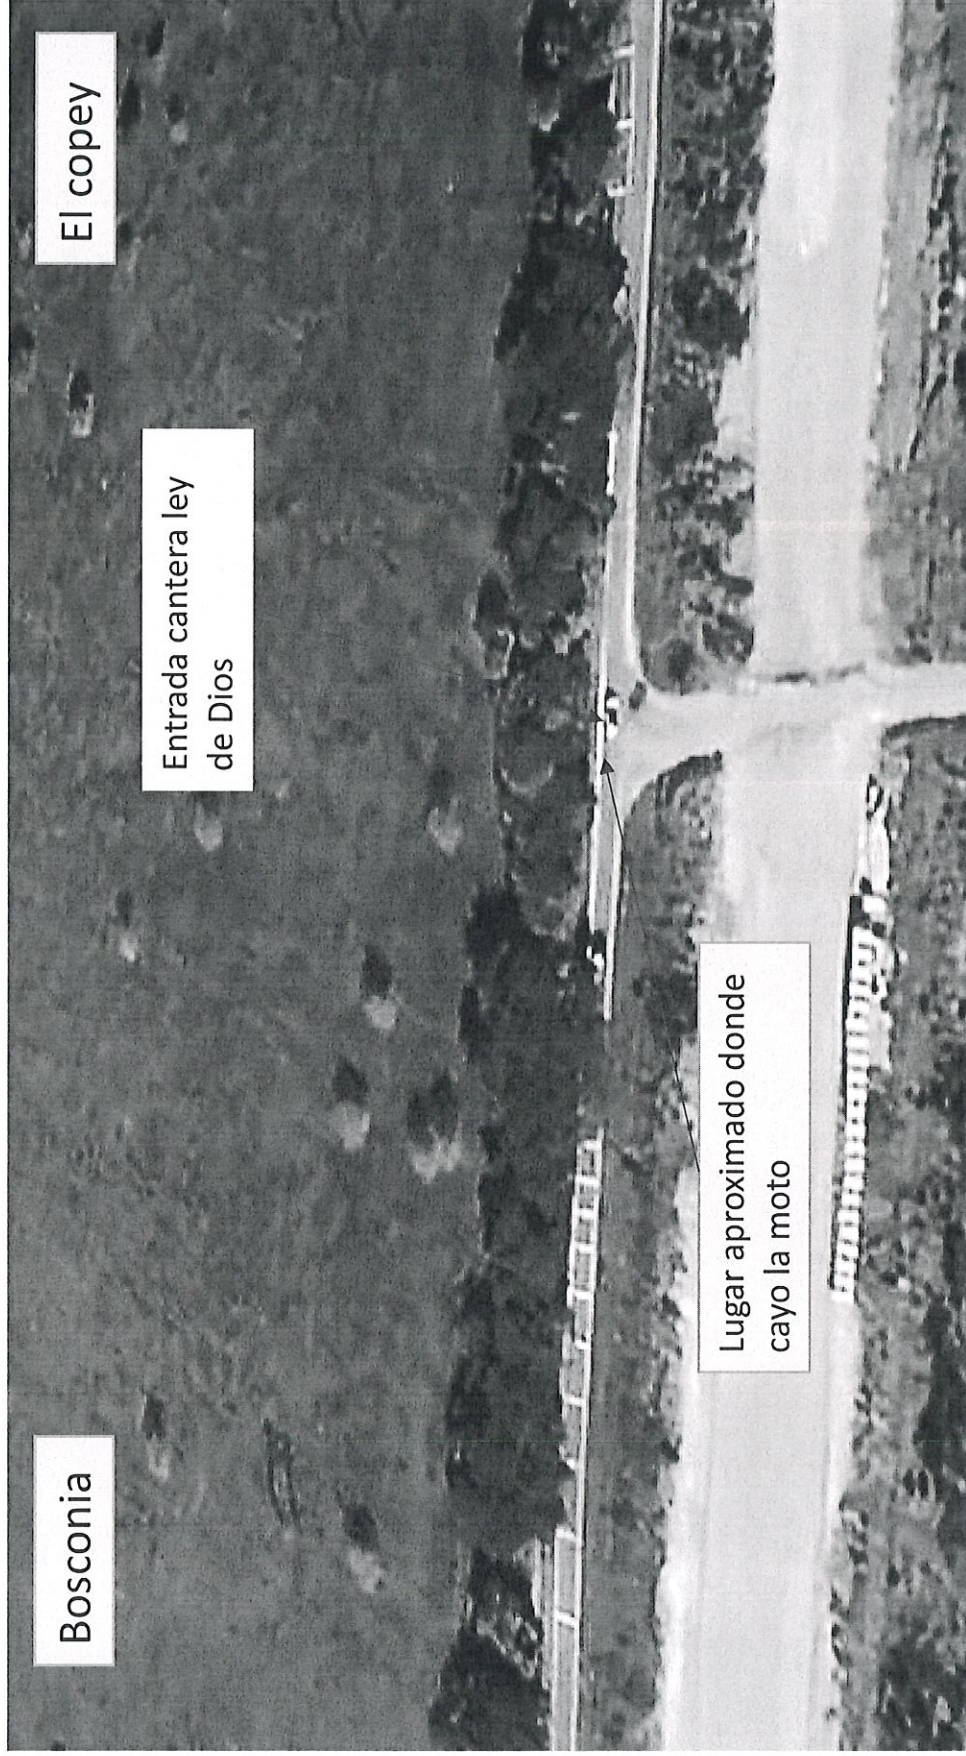 Bosconia
El copey
Entrada cantera ley
de Dios
Lugar aproximado donde
cayo la moto